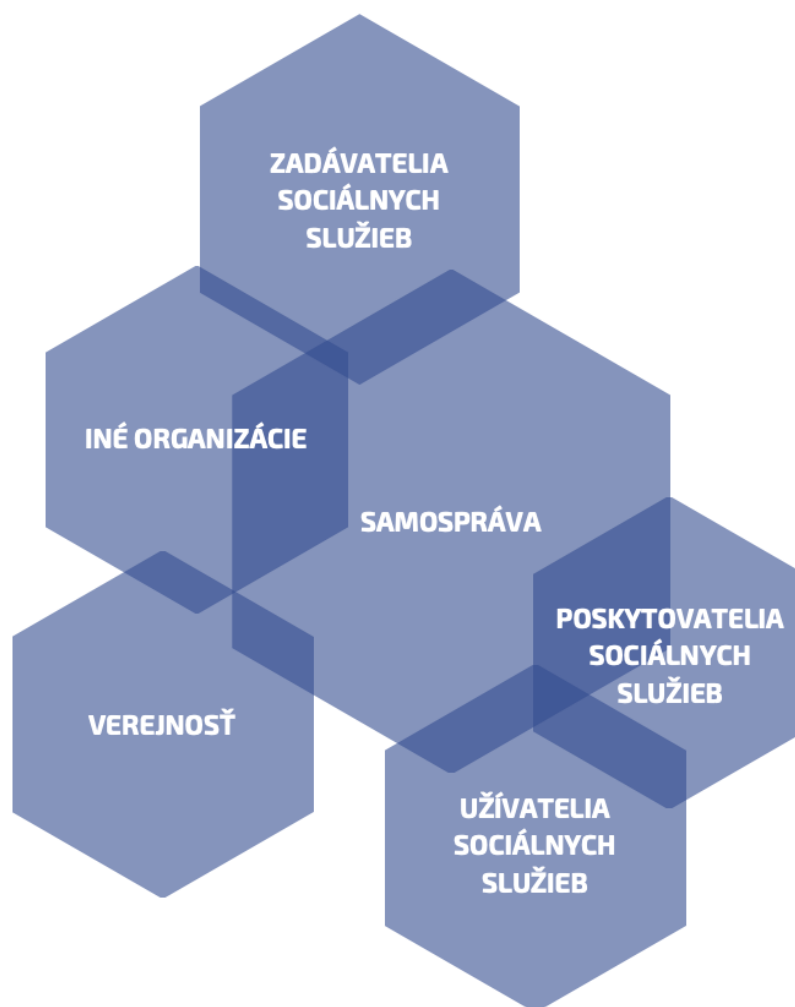 ZADÁVATELIA
SOCIÁLNYCH
SLUŽIEB
INÉ ORGANIZÁCIE
SAMOSPRÁVA
POSKYTOVATELIA
SOCIÁLNYCH
SLUŽIEB
VEREJNOSŤ
UŽÍVATELIA
SOCIÁLNYCH
SLUŽIEB